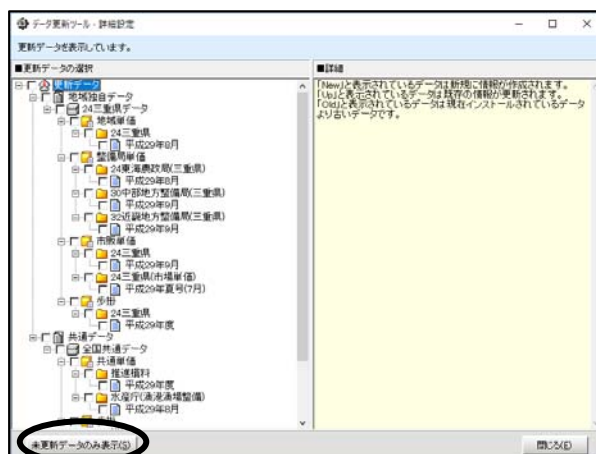 データ更新ツール - 詳細設定
更新データを表示しています。
■更新データの選択
更新データ
地域独自データ
24三重県データ
地域単価
24三重県
平成29年8月
整備局単価
24東海農政局(三重県)
平成29年8月
30中部地方整備局(三重県)
平成29年9月
32近畿地方整備局(三重県)
平成29年9月
市販単価
24三重県
平成29年9月
24三重県(市場単価)
平成29年夏号(7月)
歩掛
24三重県
平成29年度
共通データ
全国共通データ
共通単価
推進積料
平成29年度
水産庁(漁港漁場整備)
平成29年8月
■詳細
「New」と表示されているデータは新規に情報が作成されます。
「Up」と表示されているデータは既存の情報が更新されます。
「Old」と表示されているデータは現在インストールされているデータ
より古いデータです。
未更新データのみ表示(S)
閉じる(E)